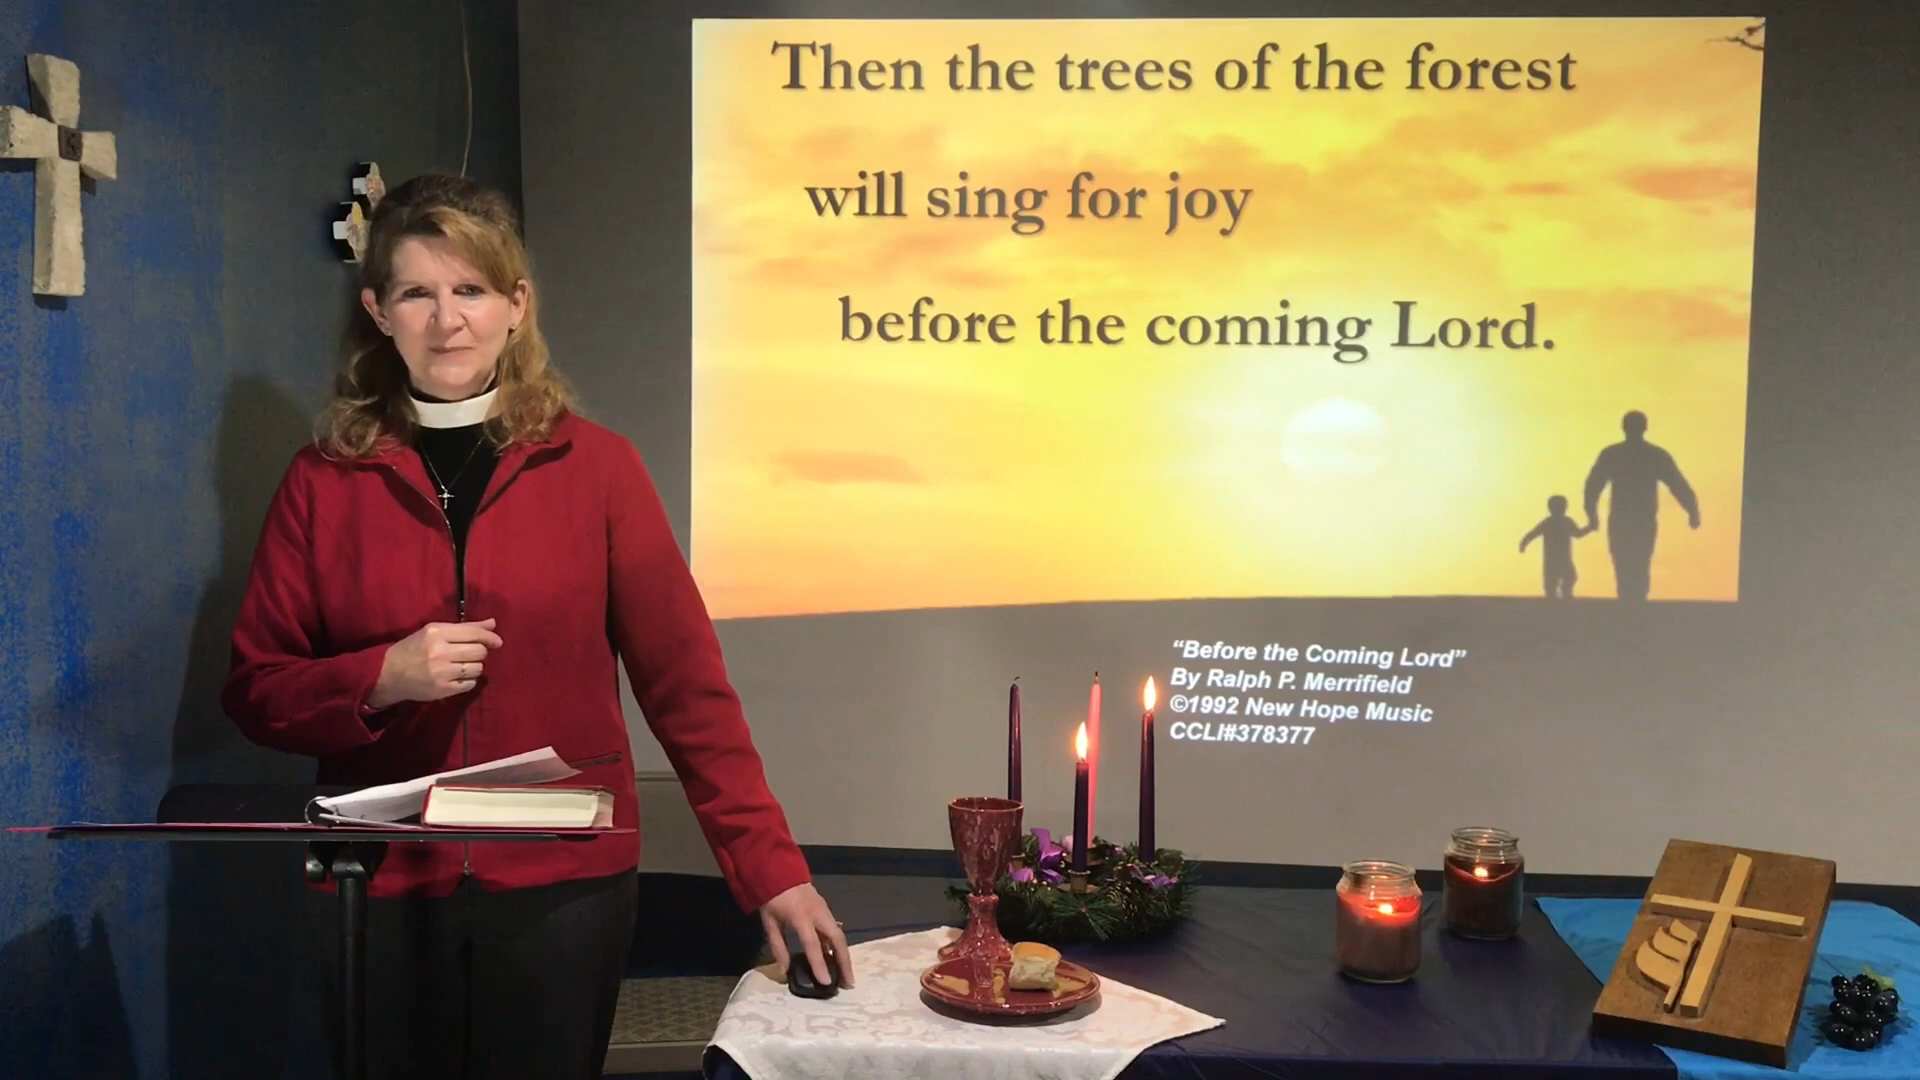 Then the trees of the forest
will sing for joy
before the coming Lord.
“Before the Coming Lord”
By Ralph P. Merrifield
©1992 New Hope Music
CCLI#378377